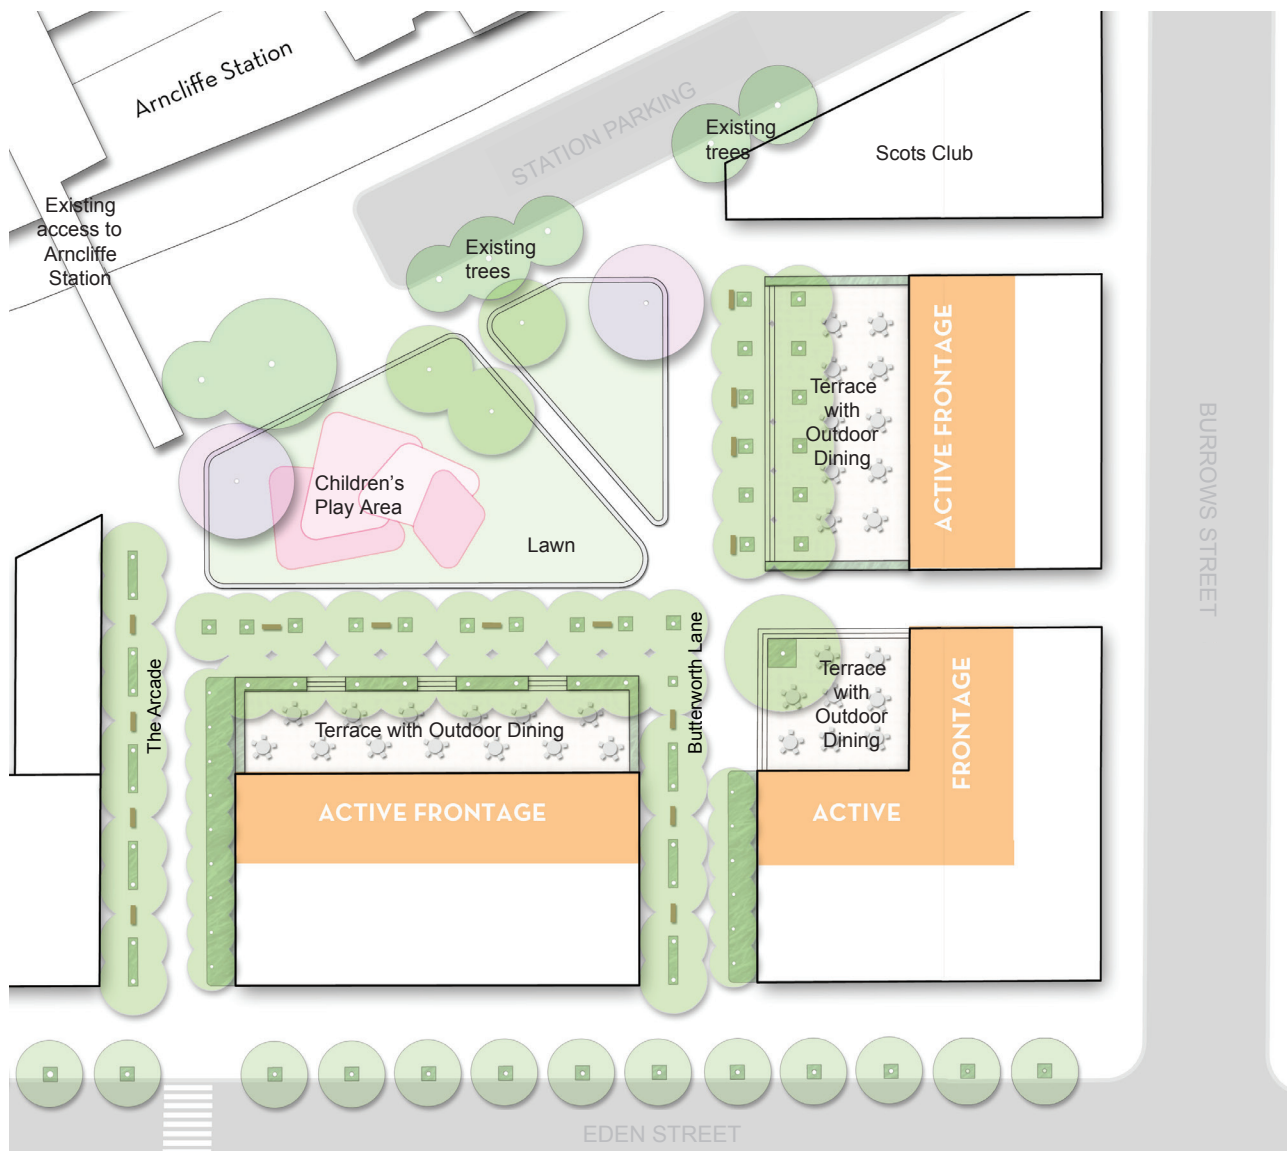 Arncliffe Station
STATION PARKING
Existing
trees
Scots Club
Existing
access to
Arncliffe
Station
Existing
trees
Terrace
with
Outdoor
Dining
ACTIVE FRONTAGE
BURROWS STREET
Children's
Play Area
Lawn
The Arcade
Butterworth Lane
Terrace with Outdoor Dining
Terrace
with
Outdoor
Dining
FRONTAGE
ACTIVE FRONTAGE
ACTIVE
EDEN STREET